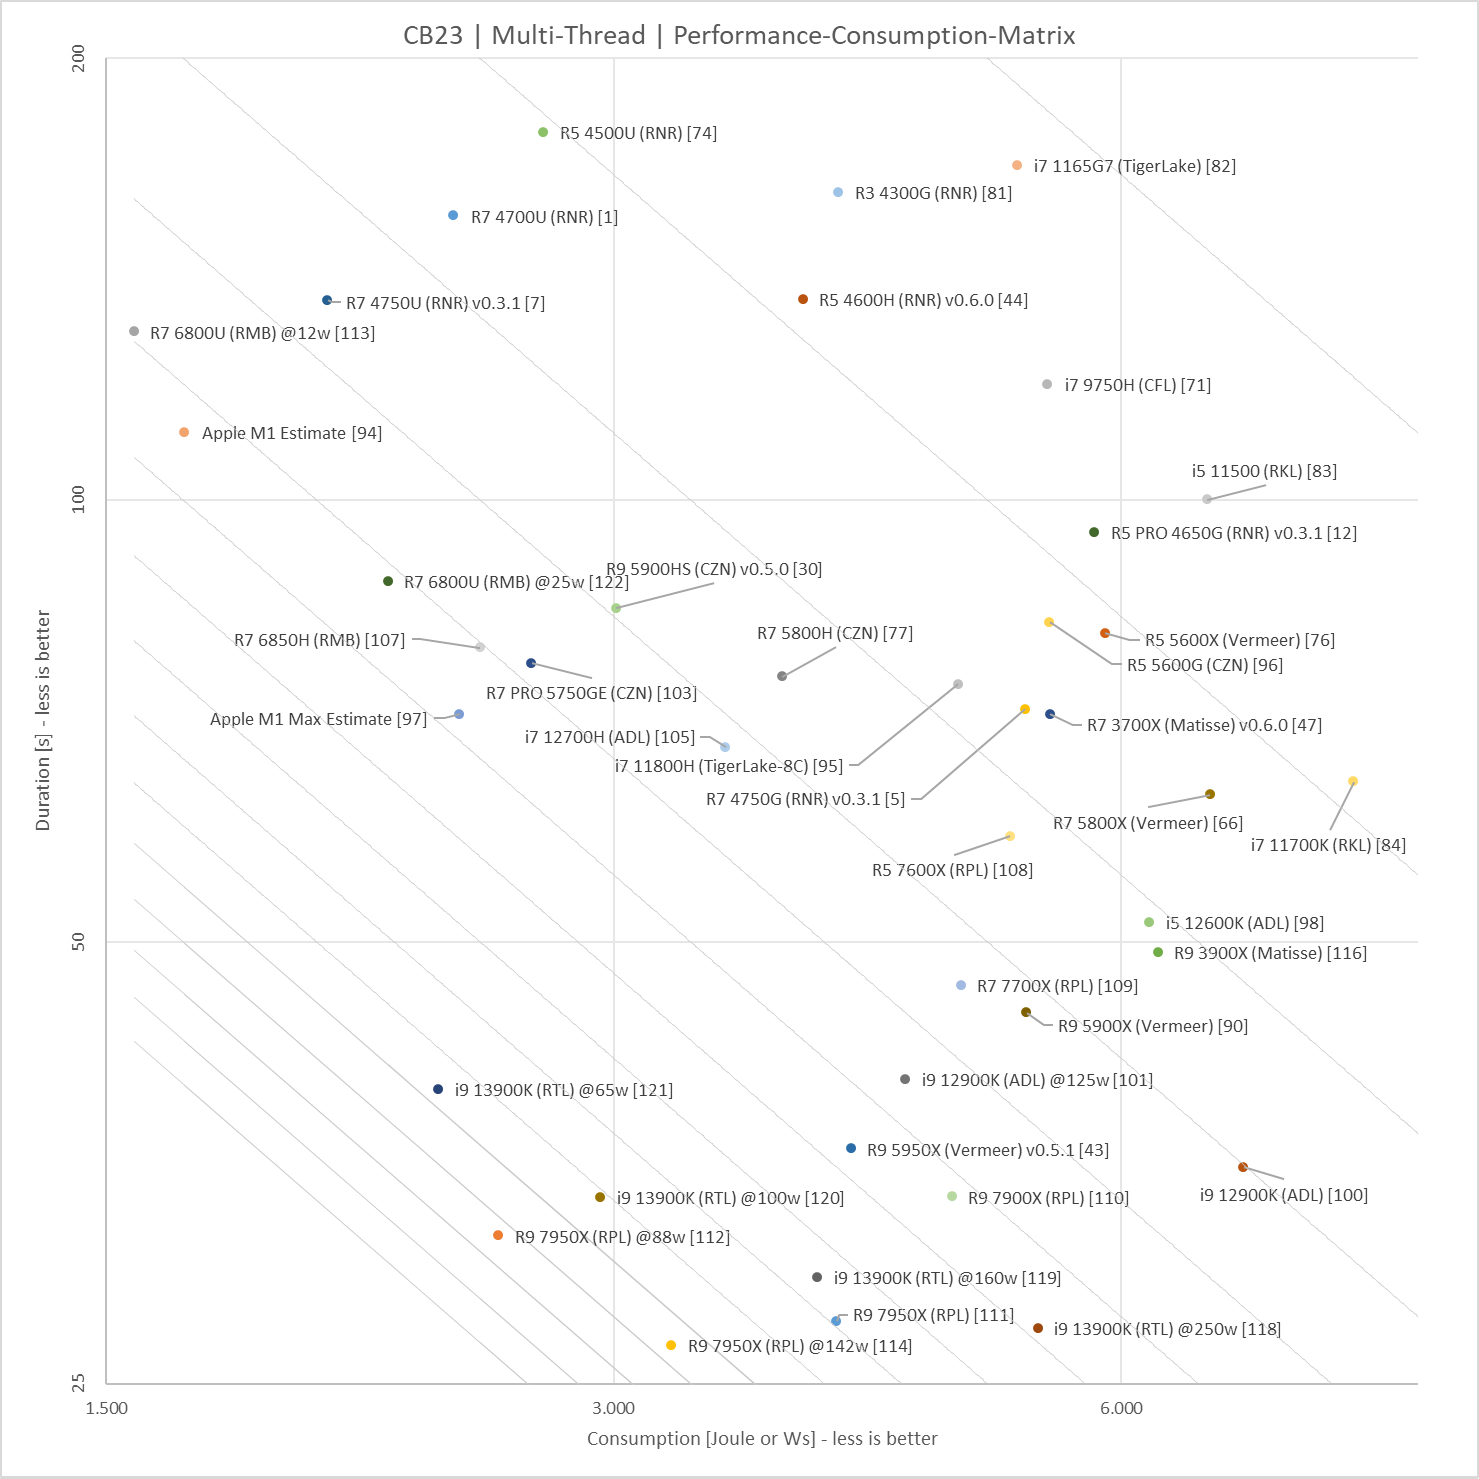 CB23 | Multi-Thread | Performance-Consumption-Matrix
200
R5 4500U (RNR) [74]
i7 1165G7 (TigerLake) [82]
R3 4300G (RNR) [81]
R7 4700U (RNR) [1]
R7 4750U (RNR) v0.3.1 [7]
R5 4600H (RNR) v0.6.0 [44]
R7 6800U (RMB) @12w [113]
i7 9750H (CFL) [71]
Apple M1 Estimate [94]
i5 11500 (RKL) [83]
100
R5 PRO 4650G (RNR) v0.3.1 [12]
R9 5900HS (CZN) v0.5.0 [30]
R7 6800U (RMB) @25w [122]
R7 5800H (CZN) [77]
R7 6850H (RMB) [107]
R5 5600X (Vermeer) [76]
R5 5600G (CZN) [96]
R7 PRO 5750GE (CZN) [103]
Apple M1 Max Estimate [97]
R7 3700X (Matisse) v0.6.0 [47]
i7 12700H (ADL) [105]
i7 11800H (TigerLake-8C) [95]
R7 4750G (RNR) v0.3.1 [5]
R7 5800X (Vermeer) [66]
i7 11700K (RKL) [84]
R5 7600X (RPL) [108]
Duration [s] - less is better
i5 12600K (ADL) [98]
50
R9 3900X (Matisse) [116]
R7 7700X (RPL) [109]
R9 5900X (Vermeer) [90]
i9 12900K (ADL) @125w [101]
i9 13900K (RTL) @65w [121]
R9 5950X (Vermeer) v0.5.1 [43]
i9 12900K (ADL) [100]
i9 13900K (RTL) @100w [120]
R9 7900X (RPL) [110]
R9 7950X (RPL) @88w [112]
i9 13900K (RTL) @160w [119]
R9 7950X (RPL) [111]
i9 13900K (RTL) @250w [118]
R9 7950X (RPL) @142w [114]
25
1.500
3.000
6.000
Consumption [Joule or Ws] - less is better